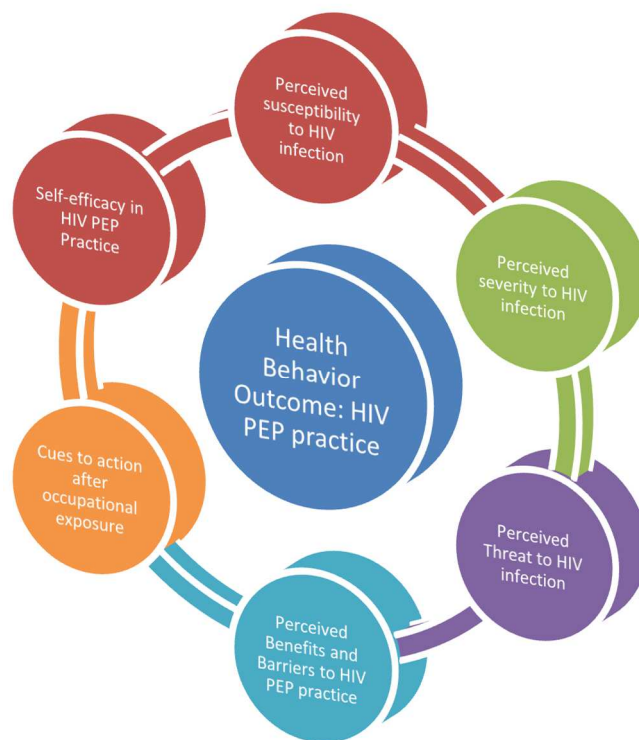 Perceived
susceptibility
to HIV
infection
Self-efficacy in
HIV PEP
Practice
Perceived
severity to HIV
infection
Health
Behavior
Outcome: HIV
PEP practice
Cues to action
after
occupational
exposure
Perceived
Threat to HIV
infection
Perceived
Benefits and
Barriers to HIV
PEP practice